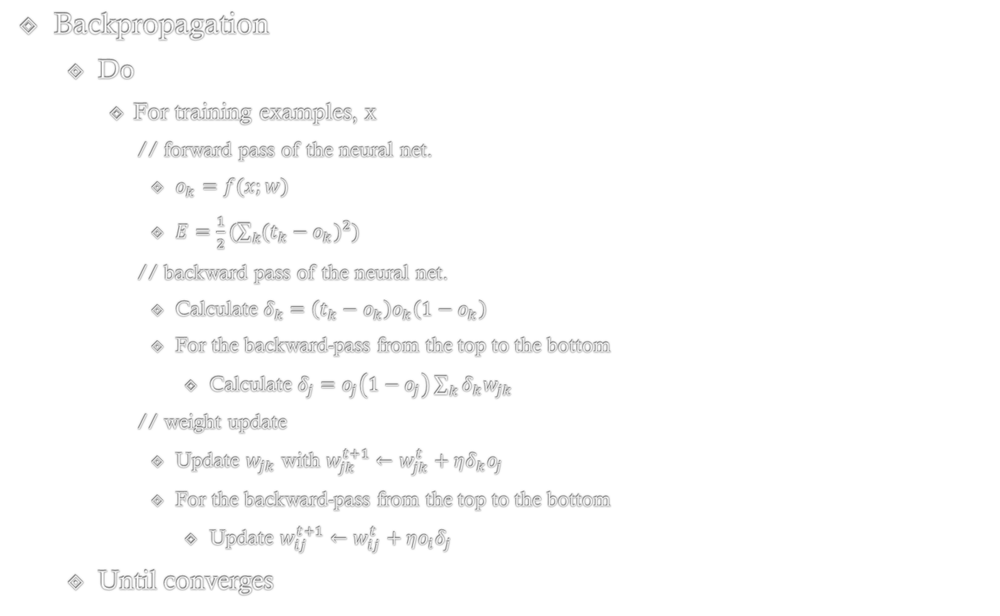 Backpropagation
Do
For training examples, x
// forward pass of the neural net.
$o_k = f(x; w)$
$E = \frac{1}{2}(\sum_k (t_k - o_k)^2)$
// backward pass of the neural net.
Calculate $\delta_k = (t_k - o_k)o_k(1 - o_k)$
For the backward-pass from the top to the bottom
Calculate $\delta_j = o_j(1 - o_j)\sum_k \delta_k w_{jk}$
// weight update
Update $w_{jk}$ with $w_{jk}^{t+1} \leftarrow w_{jk}^{t} + \eta\delta_k o_j$
For the backward-pass from the top to the bottom
Update $w_{ij}^{t+1} \leftarrow w_{ij}^{t} + \eta o_i \delta_j$
Until converges